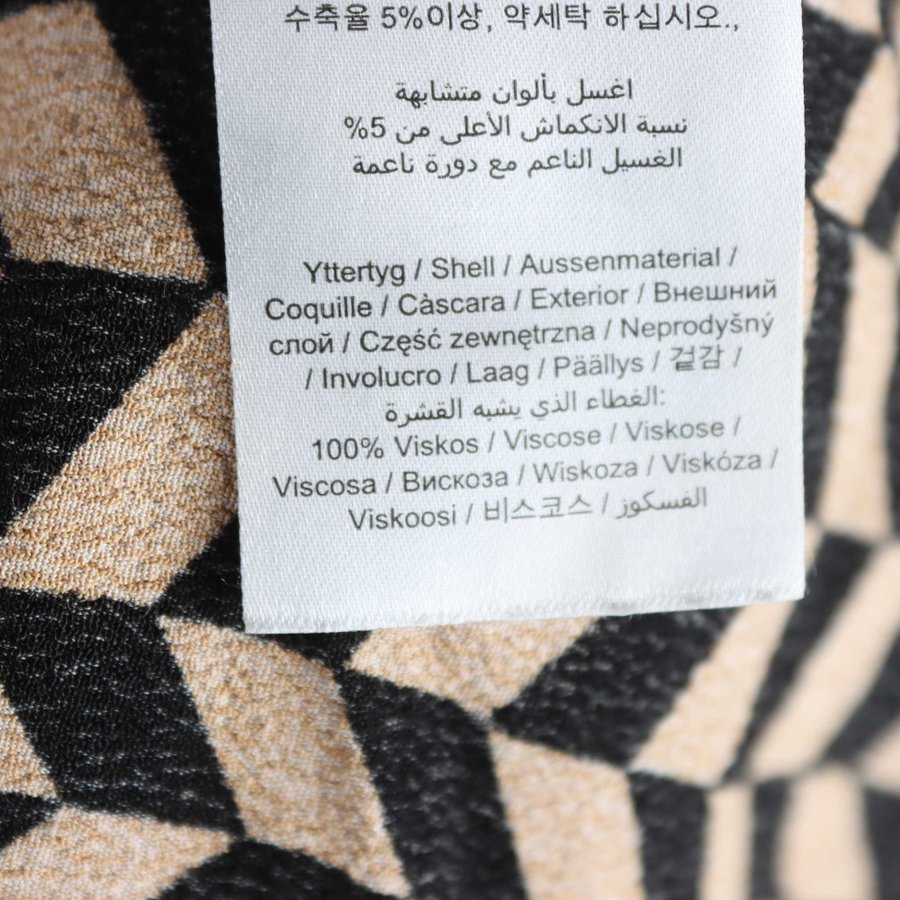 수축율 5%이상, 약세탁 하십시오.,
اغسل بألوان متشابهة
نسبة الانكماش الأعلى من 5%
الغسيل الناعم مع دورة ناعمة
Yttertyg / Shell / Aussenmaterial /
Coquille / Càscara / Exterior / Внешний
слой / Część zewnętrzna / Neprodyšný
/ Involucro / Laag / Päällys / 겉감 /
الغطاء الذي يشبه القشرة:
100% Viskos / Viscose / Viskose /
Viscosa / Вискоза / Wiskoza / Viskóza /
Viskoosi / 비스코스 / الفسكوز